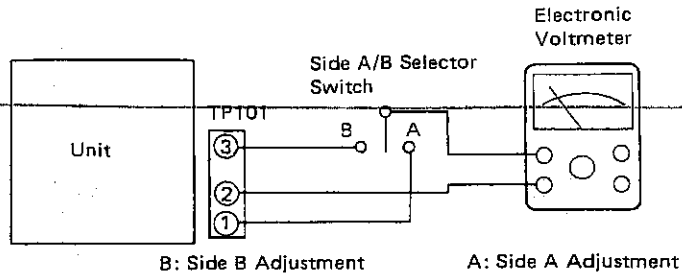 Electronic
Voltmeter
Side A/B Selector
Switch
TP101
B A
Unit
3
2
1
B: Side B Adjustment A: Side A Adjustment